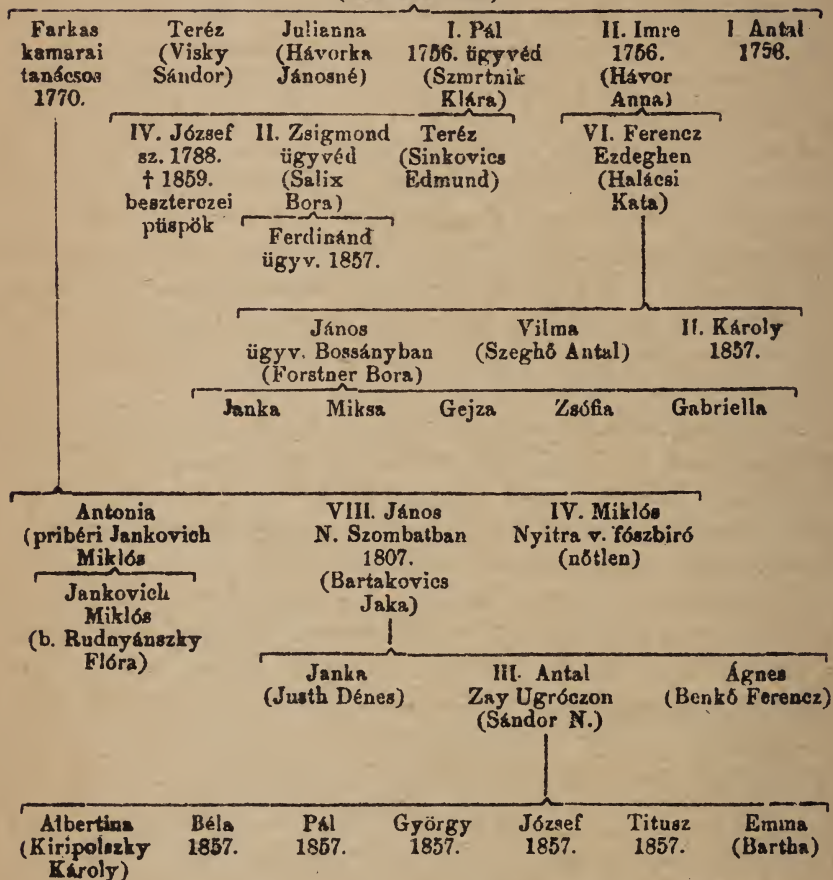 Farkas Teréz Julianna I. Pál II. Imre I Antal
kamarai (Visky (Hávorka 1756. ügyvéd 1756. 1756.
tanácsos Sándor) Jánosné) (Szmrtnik (Hávor
1770. Klára) Anna)
IV. József II. Zsigmond Teréz VI. Ferencz
sz. 1788. ügyvéd (Sinkovics Ezdeghen
† 1859. (Salix Edmund) (Halácsi
beszterczei Bora) Kata)
püspök Ferdinánd
ügyv. 1857.
János Vilma II. Károly
ügyv. Bossányban (Szeghő Antal) 1857.
(Forstner Bora)
Janka Miksa Gejza Zsófia Gabriella
Antonia VIII. János IV. Miklós
(pribéri Jankovich N. Szombatban Nyitra v. főszbiró
Miklós 1807. (nőtlen)
Jankovich (Bartakovics
Miklós Jaka)
(b. Rudnyánszky
Flóra)
Janka III. Antal Ágnes
(Justh Dénes) Zay Ugróczon (Benkő Ferencz)
(Sándor N.)
Albertina Béla Pál György József Titusz Emma
(Kiripolszky 1857. 1857. 1857. 1857. 1857. (Bartha)
Károly)